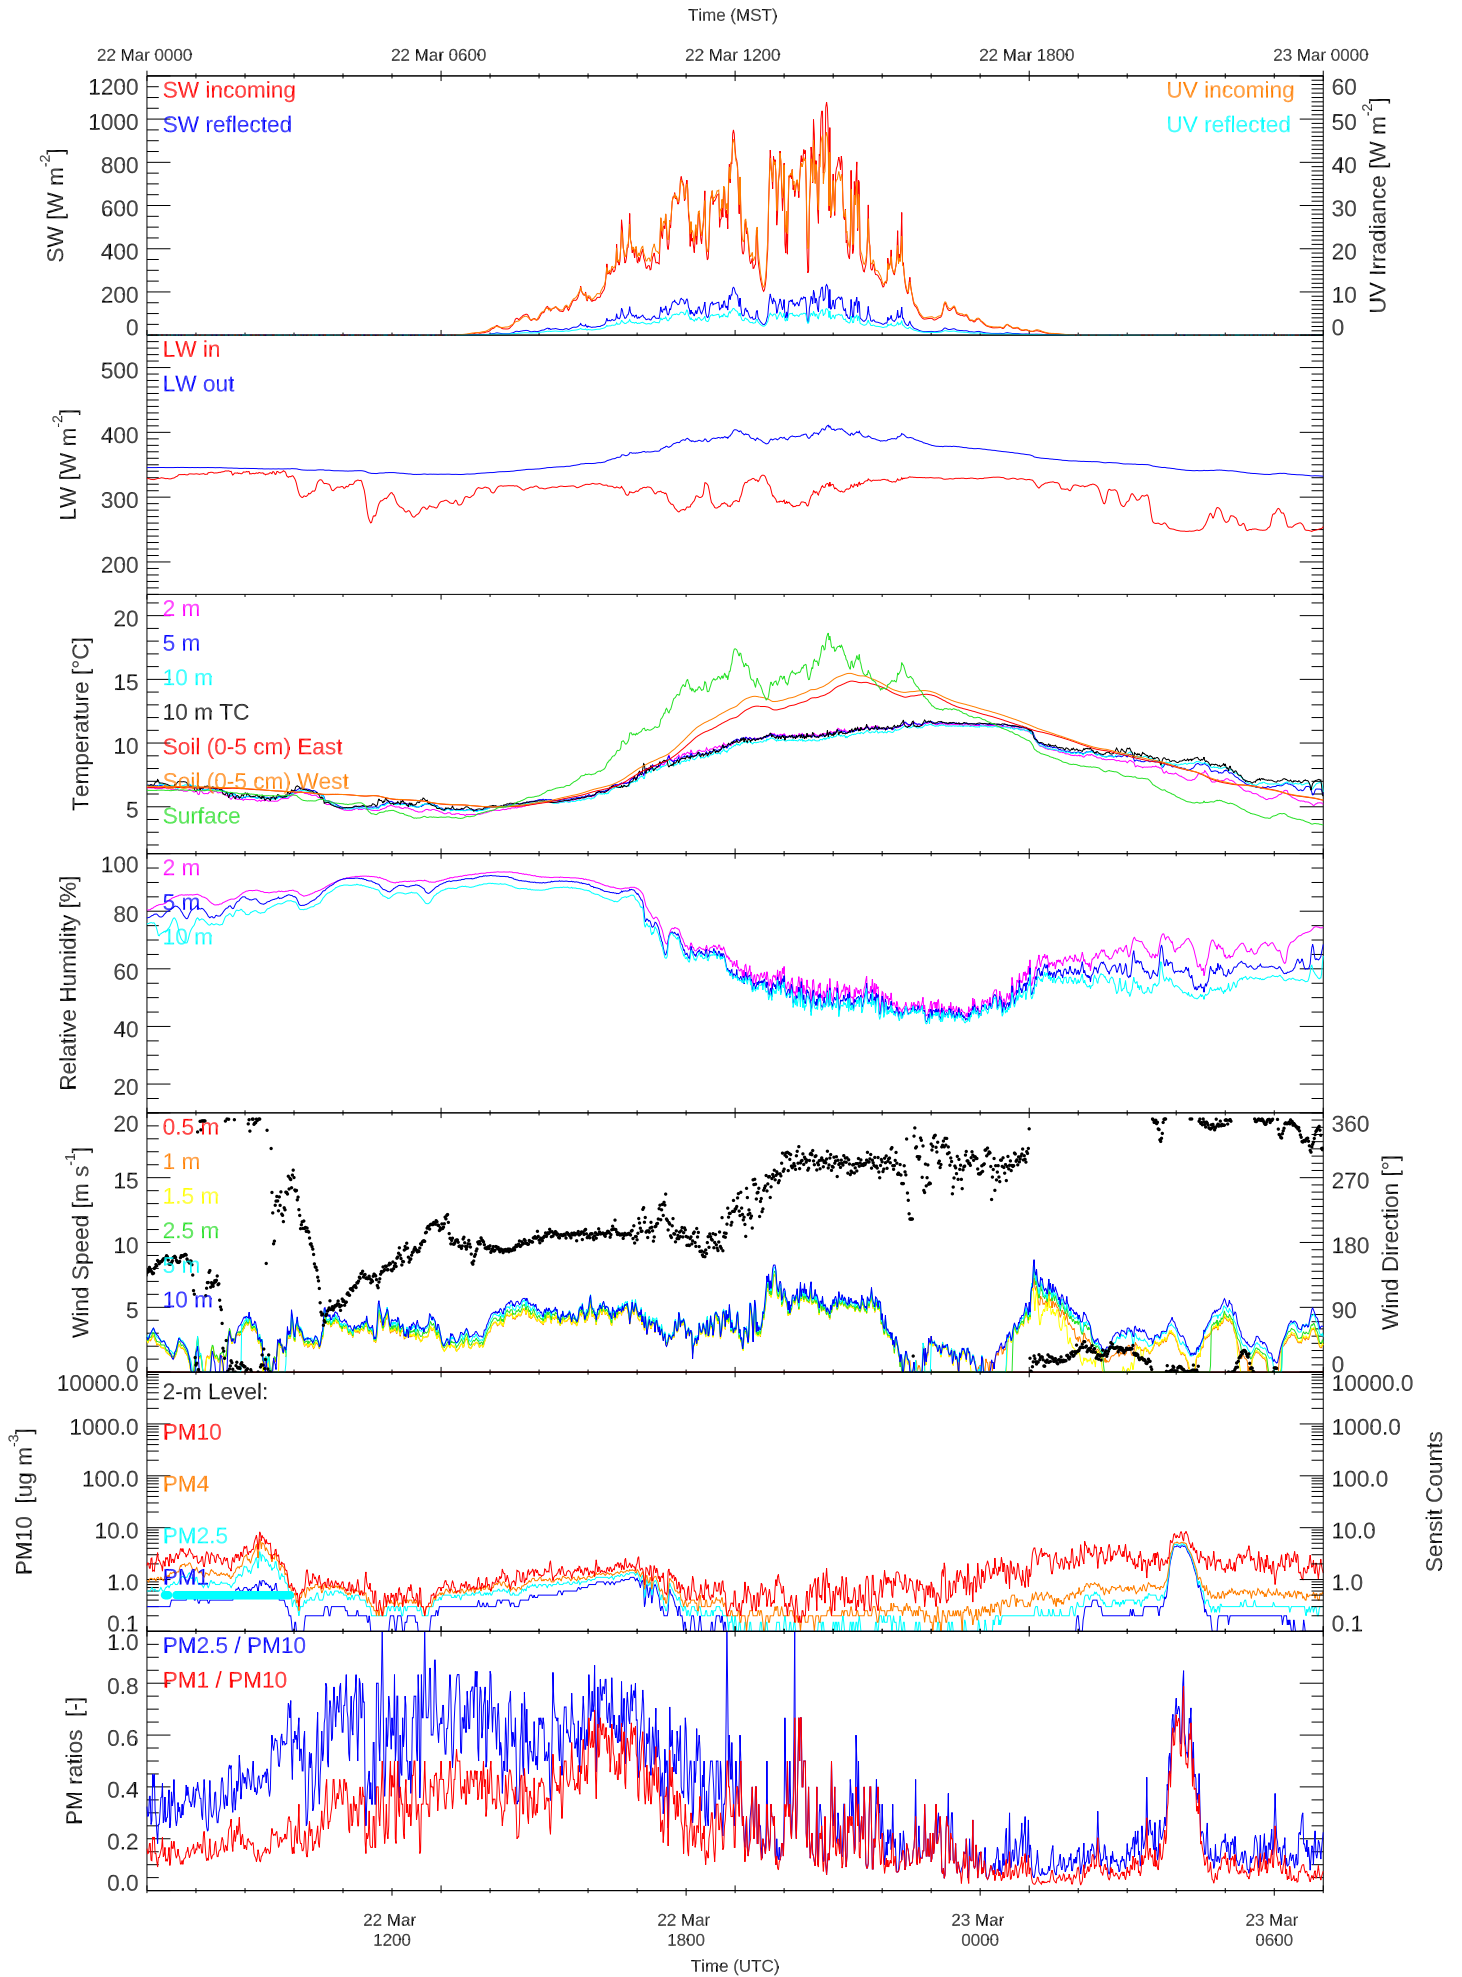 Time (MST)
22 Mar 0000 22 Mar 0600 22 Mar 1200 22 Mar 1800 23 Mar 0000
SW [W m-2]
1200
1000
800
600
400
200
0
SW incoming
SW reflected
UV incoming
UV reflected
60
50
40
30
20
10
0
UV Irradiance [W m-2]
LW [W m-2]
500
400
300
200
LW in
LW out
Temperature [°C]
20
15
10
5
2 m
5 m
10 m
10 m TC
Soil (0-5 cm) East
Soil (0-5 cm) West
Surface
Relative Humidity [%]
100
80
60
40
20
2 m
5 m
10 m
Wind Speed [m s-1]
20
15
10
5
0
0.5 m
1 m
1.5 m
2.5 m
5 m
10 m
360
270
180
90
0
Wind Direction [°]
PM10 [ug m-3]
10000.0
1000.0
100.0
10.0
1.0
0.1
2-m Level:
PM10
PM4
PM2.5
PM1
10000.0
1000.0
100.0
10.0
1.0
0.1
Sensit Counts
PM ratios [-]
1.0
0.8
0.6
0.4
0.2
0.0
PM2.5 / PM10
PM1 / PM10
22 Mar 22 Mar 23 Mar 23 Mar
1200 1800 0000 0600
Time (UTC)